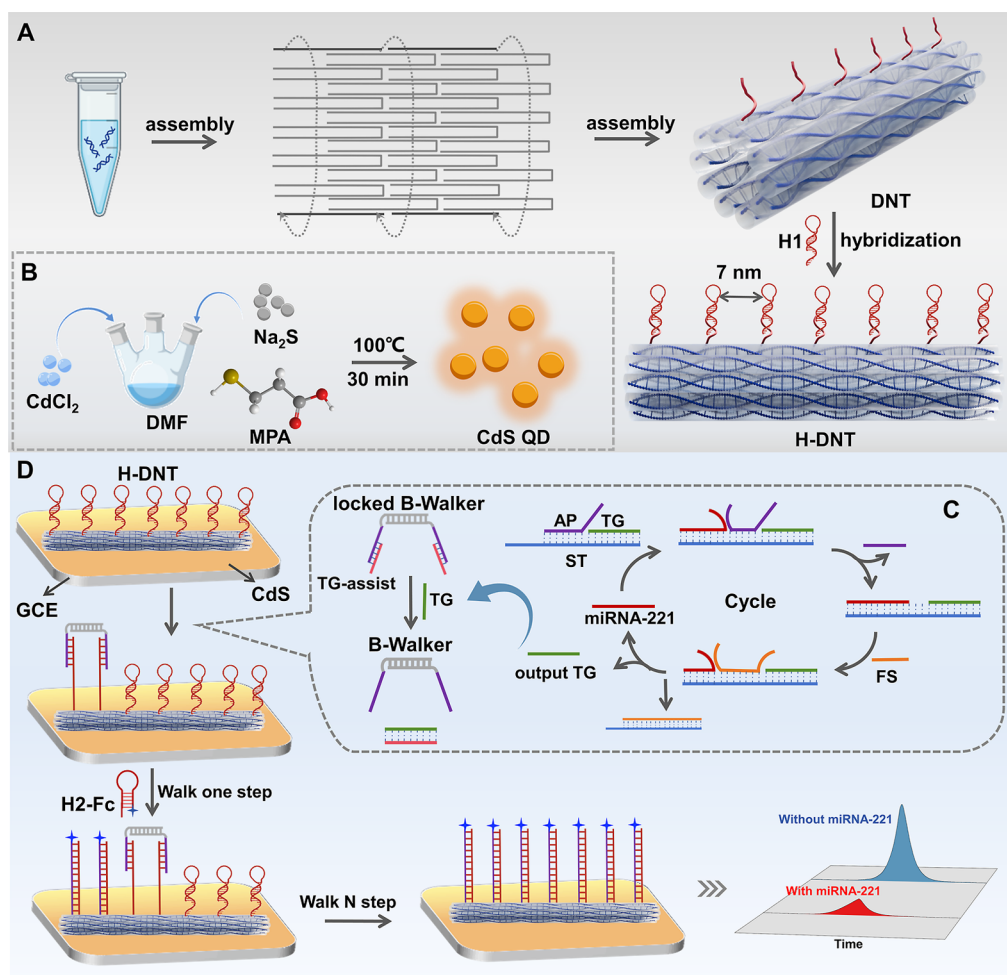 A
assembly
assembly
DNT
H1
hybridization
7 nm
H-DNT
B
CdCl2
DMF
Na2S
MPA
100℃
30 min
CdS QD
D
H-DNT
GCE
CdS
C
locked B-Walker
TG-assist
TG
B-Walker
AP
TG
ST
miRNA-221
Cycle
output TG
FS
H2-Fc
Walk one step
Walk N step
Without miRNA-221
With miRNA-221
Time